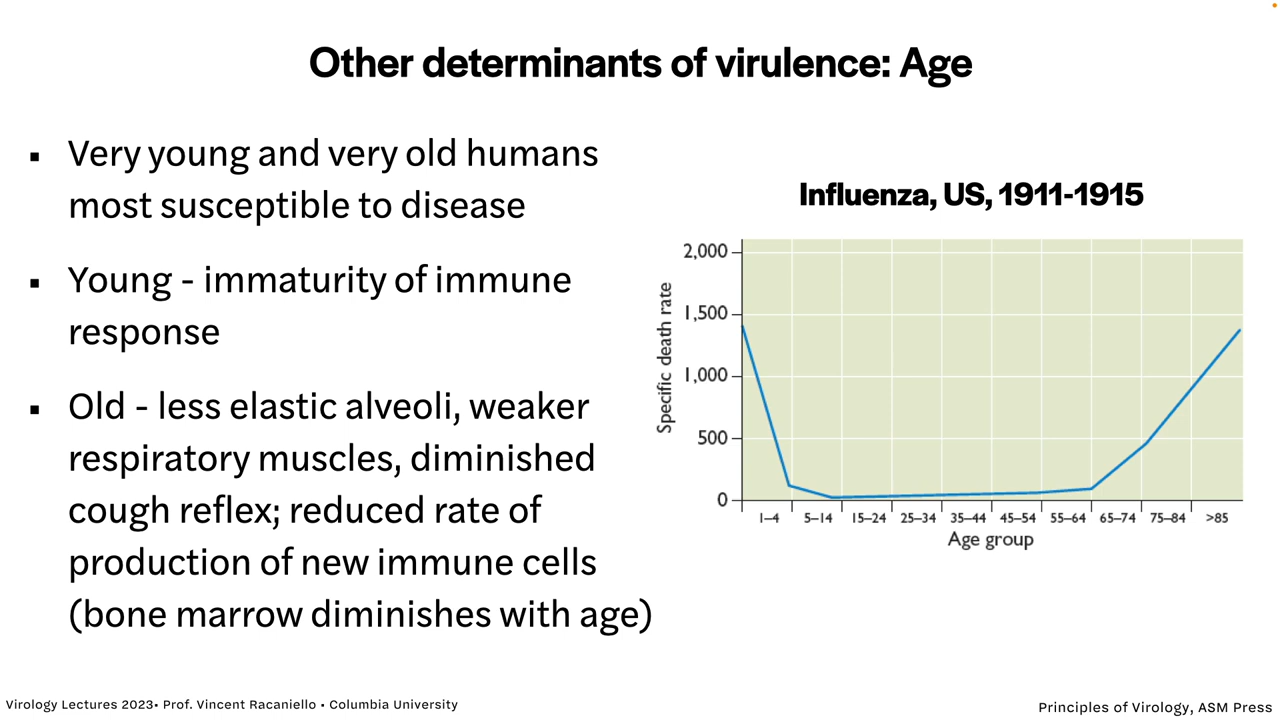 Other determinants of virulence: Age
▪ Very young and very old humans
most susceptible to disease
▪ Young - immaturity of immune
response
▪ Old - less elastic alveoli, weaker
respiratory muscles, diminished
cough reflex; reduced rate of
production of new immune cells
(bone marrow diminishes with age)
Influenza, US, 1911-1915
Specific death rate
2,000
1,500
1,000
500
0
1–4 5–14 15–24 25–34 35–44 45–54 55–64 65–74 75–84 >85
Age group
Virology Lectures 2023• Prof. Vincent Racaniello • Columbia University
Principles of Virology, ASM Press